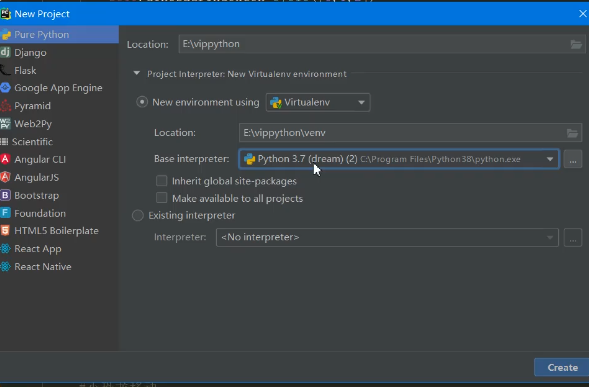 New Project
Pure Python
Django
Flask
Google App Engine
Pyramid
Web2Py
Scientific
Angular CLI
AngularJS
Bootstrap
Foundation
HTML5 Boilerplate
React App
React Native
Location: E:\vippython
Project Interpreter: New Virtualenv environment
New environment using Virtualenv
Location: E:\vippython\venv
Base interpreter: Python 3.7 (dream) (2) C:\Program Files\Python38\python.exe ...
Inherit global site-packages
Make available to all projects
Existing interpreter
Interpreter: <No interpreter> ...
Create